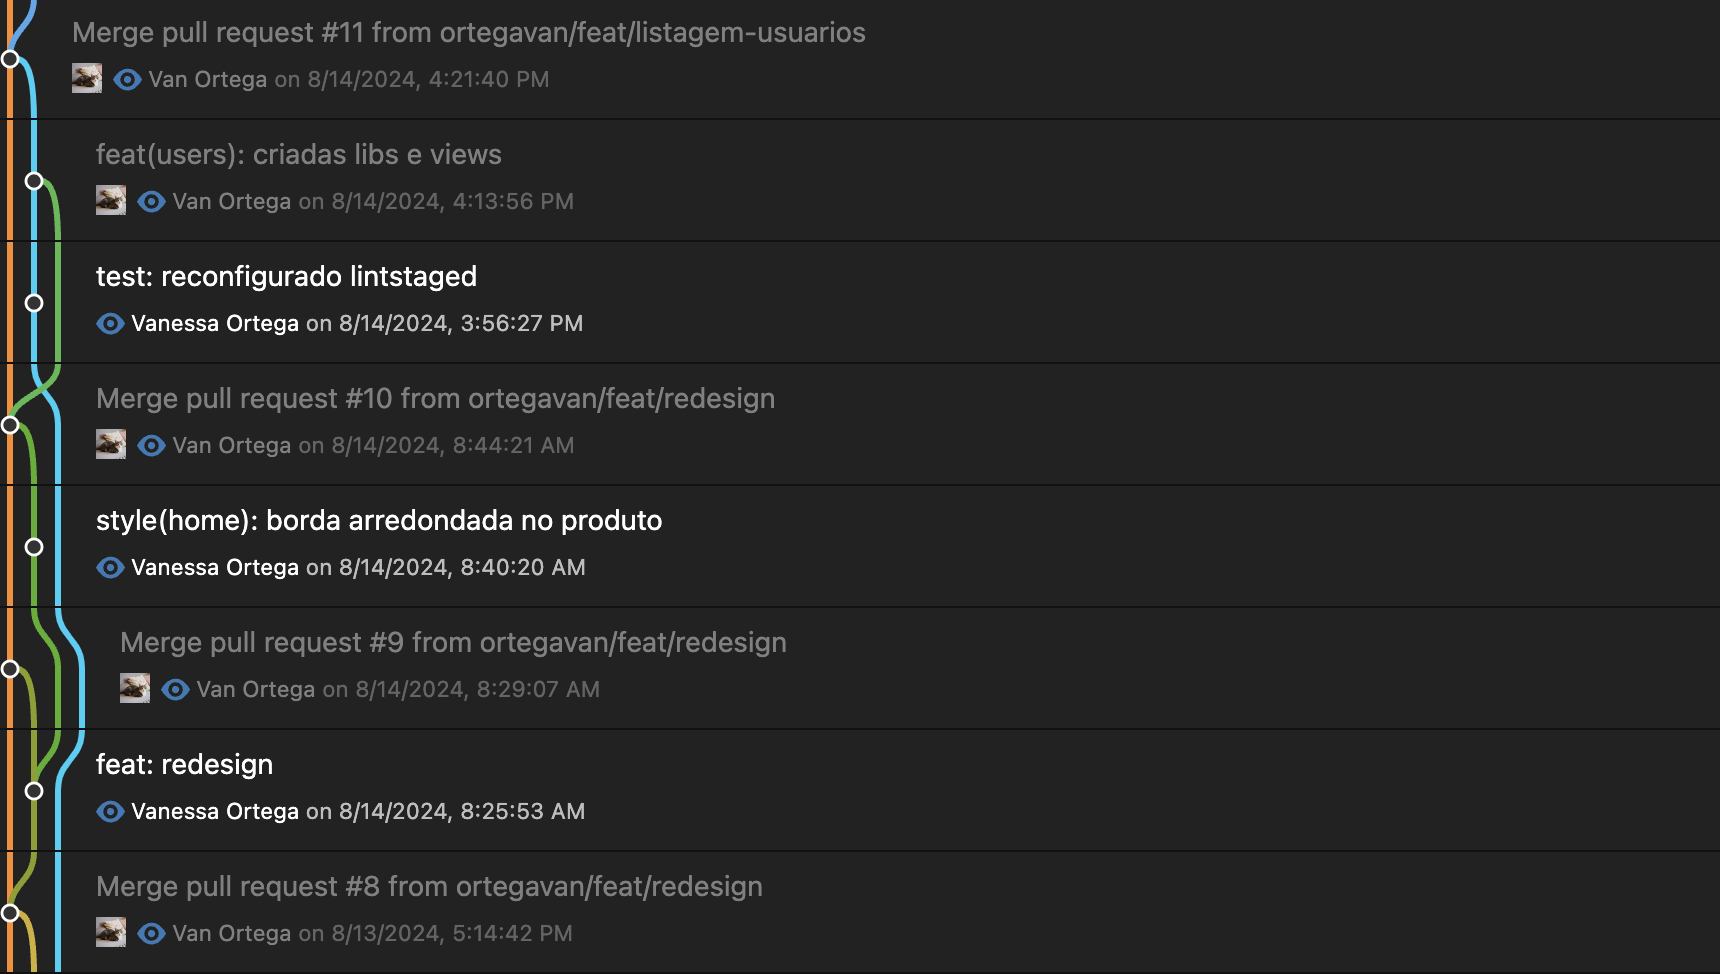 Merge pull request #11 from ortegavan/feat/listagem-usuarios
Van Ortega on 8/14/2024, 4:21:40 PM
feat(users): criadas libs e views
Van Ortega on 8/14/2024, 4:13:56 PM
test: reconfigurado lintstaged
Vanessa Ortega on 8/14/2024, 3:56:27 PM
Merge pull request #10 from ortegavan/feat/redesign
Van Ortega on 8/14/2024, 8:44:21 AM
style(home): borda arredondada no produto
Vanessa Ortega on 8/14/2024, 8:40:20 AM
Merge pull request #9 from ortegavan/feat/redesign
Van Ortega on 8/14/2024, 8:29:07 AM
feat: redesign
Vanessa Ortega on 8/14/2024, 8:25:53 AM
Merge pull request #8 from ortegavan/feat/redesign
Van Ortega on 8/13/2024, 5:14:42 PM